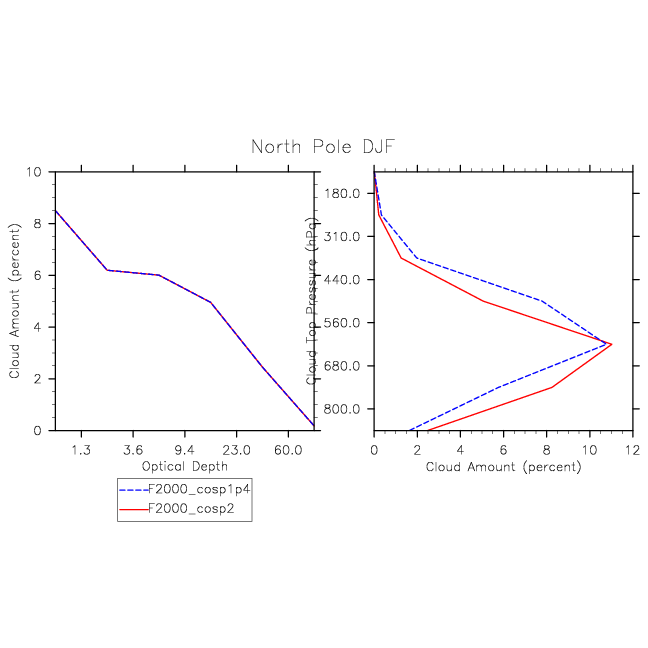 North Pole DJF
Cloud Amount (percent)
10
8
6
4
2
0
1.3 3.6 9.4 23.0 60.0
Optical Depth
Cloud Top Pressure (hPa)
180.0
310.0
440.0
560.0
680.0
800.0
0 2 4 6 8 10 12
Cloud Amount (percent)
F2000_cosp1p4
F2000_cosp2